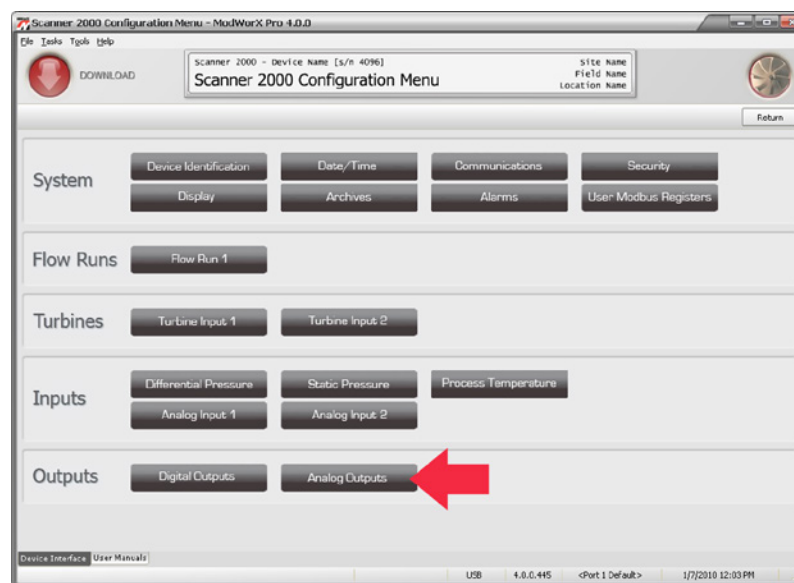 Scanner 2000 Configuration Menu - ModWorX Pro 4.0.0
File Tasks Tools Help
DOWNLOAD
Scanner 2000 - Device Name [s/n 4096]
Scanner 2000 Configuration Menu
Site Name
Field Name
Location Name
Return
System
Device Identification
Date/Time
Communications
Security
Display
Archives
Alarms
User Modbus Registers
Flow Runs
Flow Run 1
Turbines
Turbine Input 1
Turbine Input 2
Inputs
Differential Pressure
Static Pressure
Process Temperature
Analog Input 1
Analog Input 2
Outputs
Digital Outputs
Analog Outputs
Device Interface User Manuals
USB 4.0.0.445 <Port 1 Default> 1/7/2010 12:03 PM